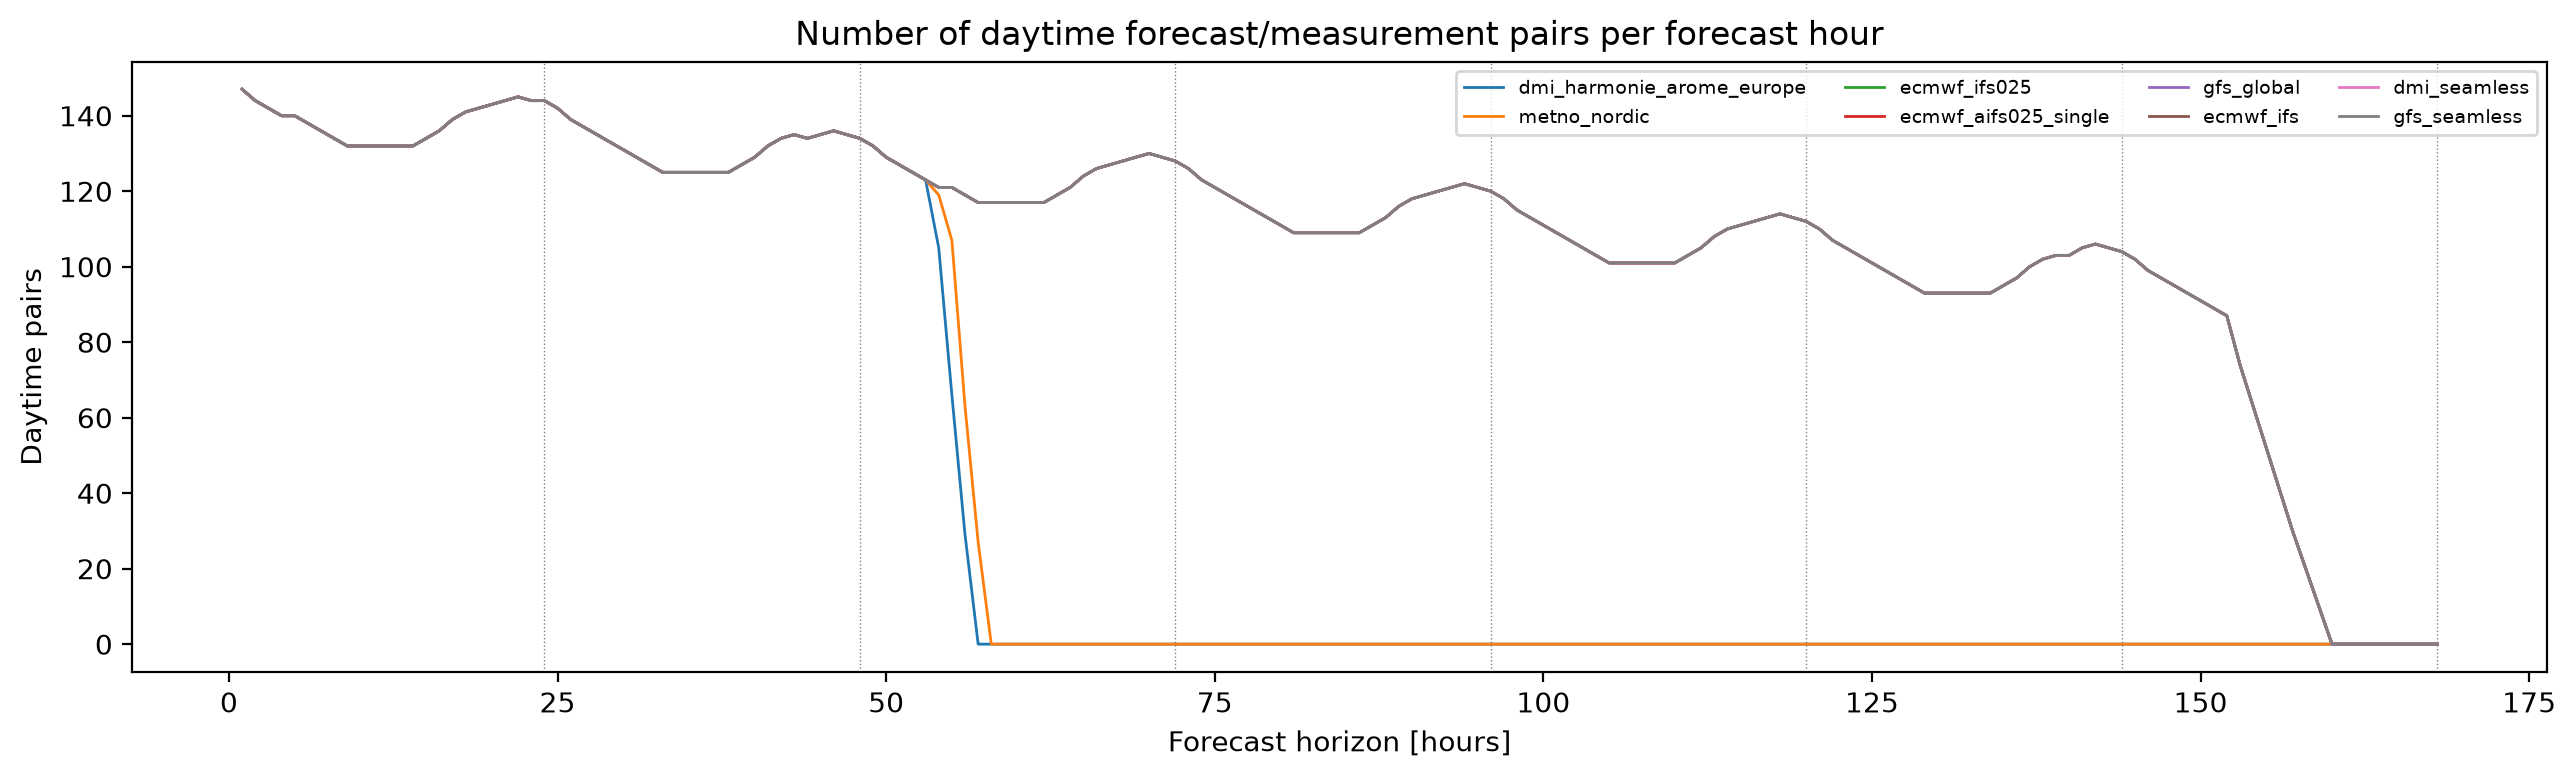 Number of daytime forecast/measurement pairs per forecast hour
dmi_harmonie_arome_europe ecmwf_ifs025 gfs_global dmi_seamless
metno_nordic ecmwf_aifs025_single ecmwf_ifs gfs_seamless
Daytime pairs
140
120
100
80
60
40
20
0
0 25 50 75 100 125 150 175
Forecast horizon [hours]